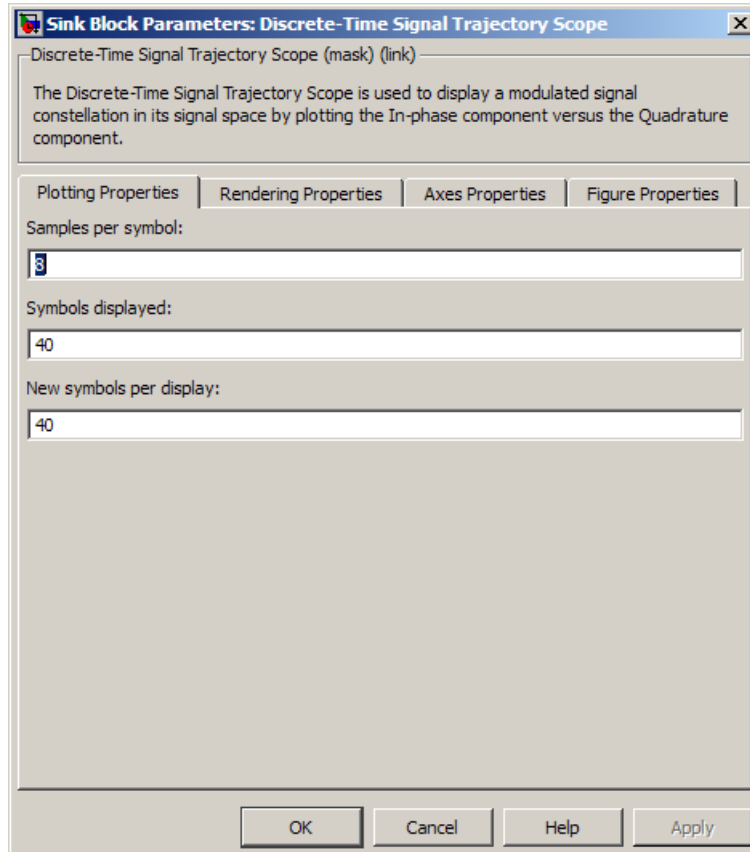 Sink Block Parameters: Discrete-Time Signal Trajectory Scope
Discrete-Time Signal Trajectory Scope (mask) (link)
The Discrete-Time Signal Trajectory Scope is used to display a modulated signal
constellation in its signal space by plotting the In-phase component versus the Quadrature
component.
Plotting Properties Rendering Properties Axes Properties Figure Properties
Samples per symbol:
8
Symbols displayed:
40
New symbols per display:
40
OK Cancel Help Apply